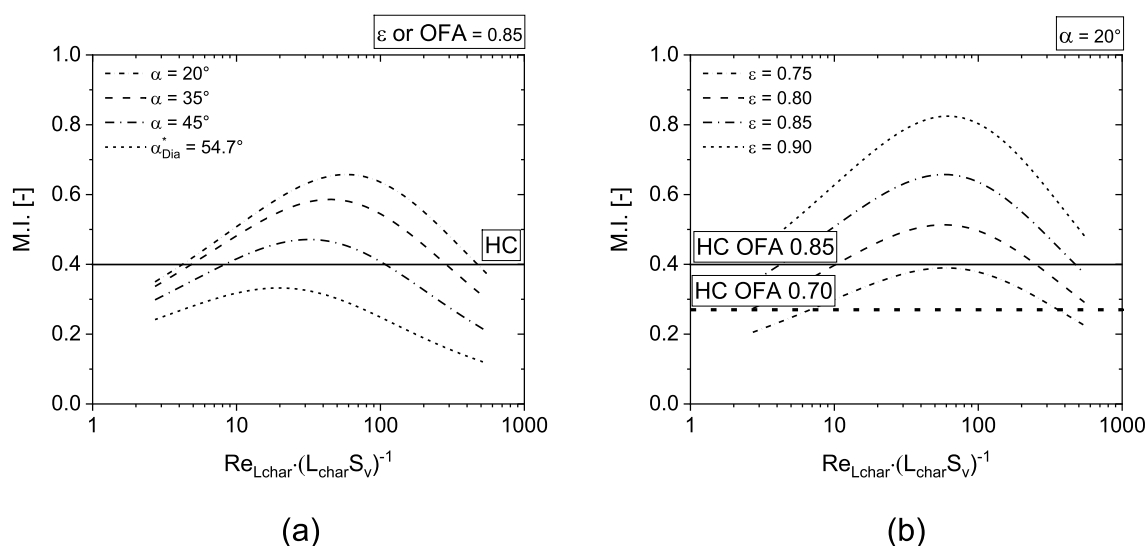 ε or OFA = 0.85
α = 20°
α = 35°
α = 45°
α*Dia = 54.7°
HC
1.0
0.8
0.6
0.4
0.2
0.0
M.I. [-]
1 10 100 1000
ReLchar·(LcharSv)-1
(a)
α = 20°
ε = 0.75
ε = 0.80
ε = 0.85
ε = 0.90
HC OFA 0.85
HC OFA 0.70
1.0
0.8
0.6
0.4
0.2
0.0
M.I. [-]
1 10 100 1000
ReLchar·(LcharSv)-1
(b)